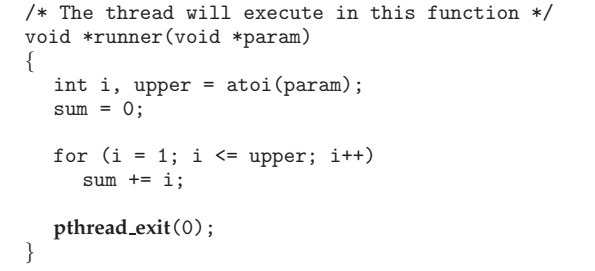 /* The thread will execute in this function */
void *runner(void *param)
{
int i, upper = atoi(param);
sum = 0;
for (i = 1; i <= upper; i++)
sum += i;
pthread_exit(0);
}